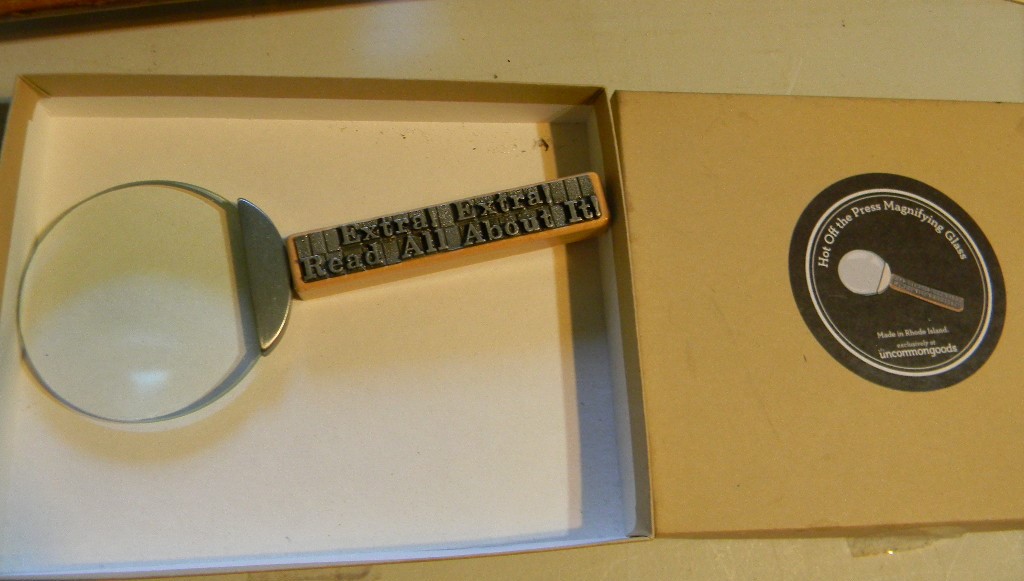 Extra! Extra!
Read All About It!
Hot Off the Press Magnifying Glass
Made in Rhode Island.
exclusively at
uncommongoods